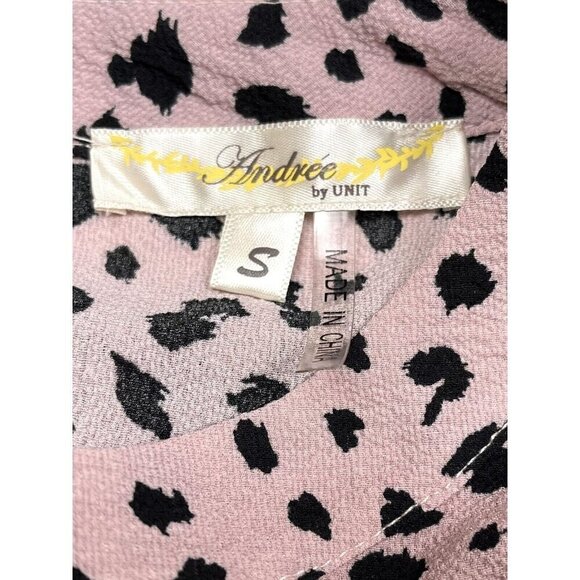 Andrée
by UNIT
S
MADE IN CHINA